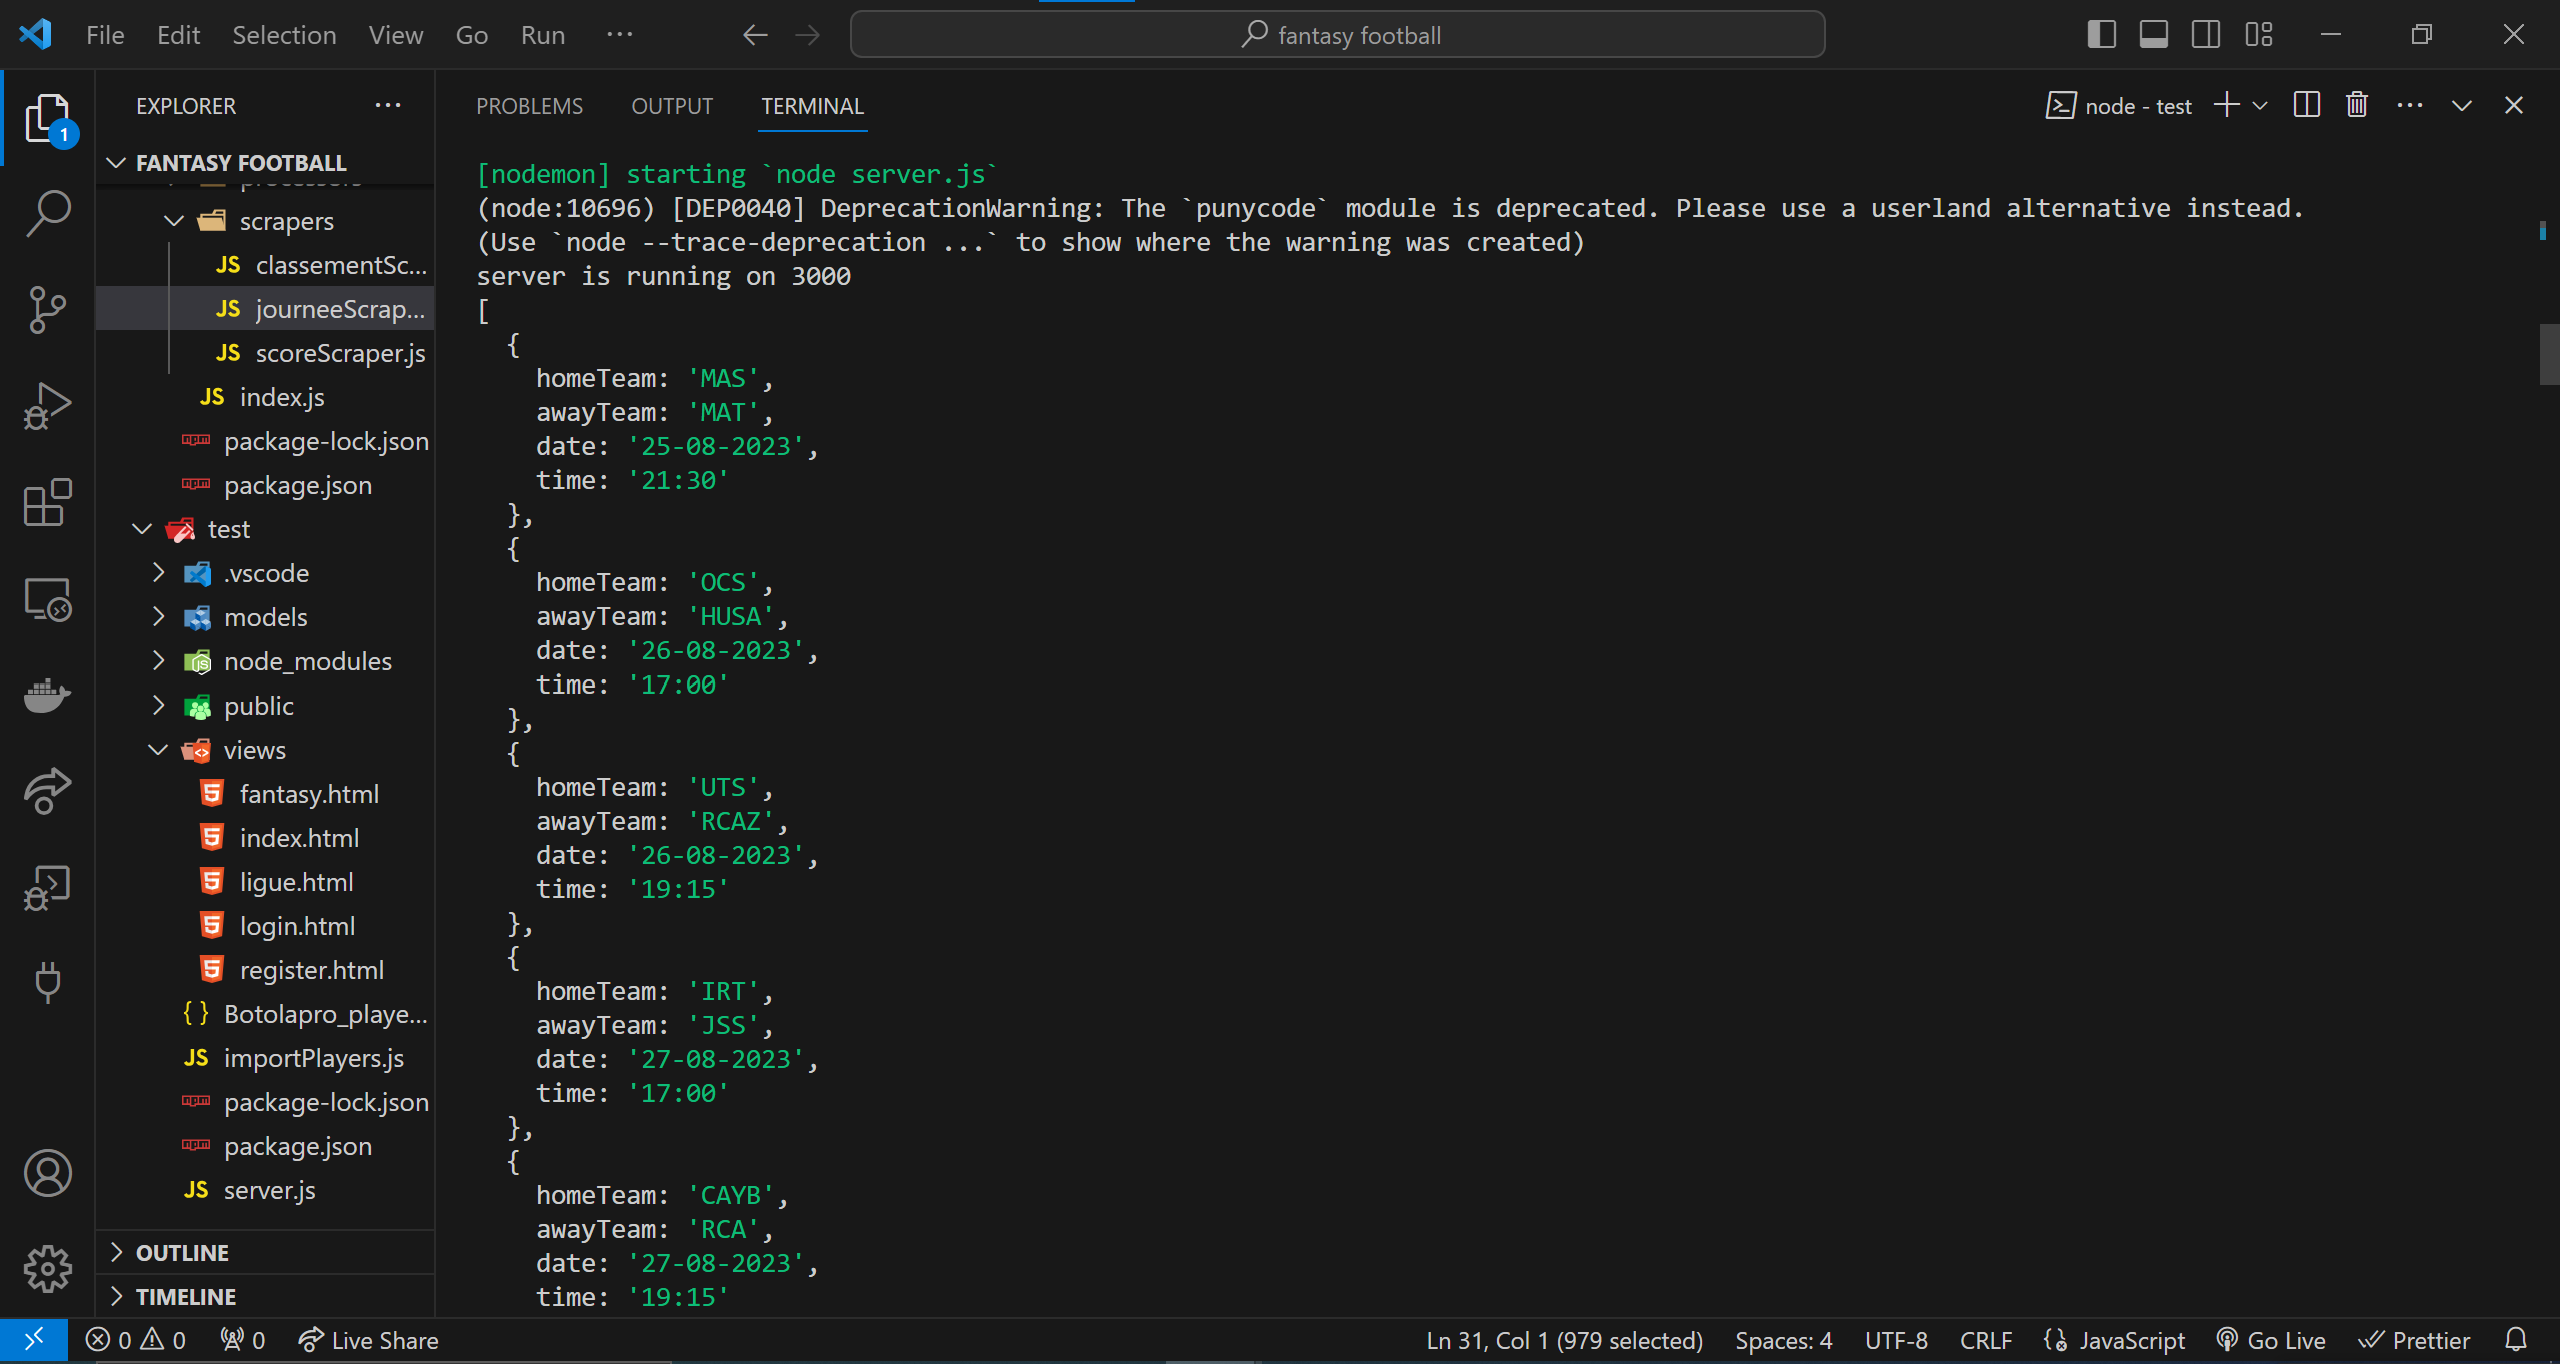 File Edit Selection View Go Run ···
fantasy football
EXPLORER ···
FANTASY FOOTBALL
scrapers
JS classementSc...
JS journeeScrap...
JS scoreScraper.js
JS index.js
package-lock.json
package.json
test
.vscode
models
node_modules
public
views
fantasy.html
index.html
ligue.html
login.html
register.html
{} Botolapro_playe...
JS importPlayers.js
package-lock.json
package.json
JS server.js
OUTLINE
TIMELINE
1
PROBLEMS OUTPUT TERMINAL
node - test
[nodemon] starting `node server.js`
(node:10696) [DEP0040] DeprecationWarning: The `punycode` module is deprecated. Please use a userland alternative instead.
(Use `node --trace-deprecation ...` to show where the warning was created)
server is running on 3000
[
{
homeTeam: 'MAS',
awayTeam: 'MAT',
date: '25-08-2023',
time: '21:30'
},
{
homeTeam: 'OCS',
awayTeam: 'HUSA',
date: '26-08-2023',
time: '17:00'
},
{
homeTeam: 'UTS',
awayTeam: 'RCAZ',
date: '26-08-2023',
time: '19:15'
},
{
homeTeam: 'IRT',
awayTeam: 'JSS',
date: '27-08-2023',
time: '17:00'
},
{
homeTeam: 'CAYB',
awayTeam: 'RCA',
date: '27-08-2023',
time: '19:15'
0 0 0 Live Share
Ln 31, Col 1 (979 selected) Spaces: 4 UTF-8 CRLF JavaScript Go Live Prettier